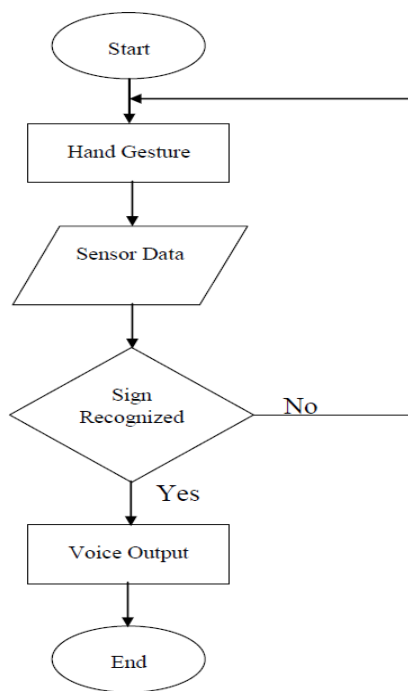 Start
Hand Gesture
Sensor Data
Sign
Recognized
No
Yes
Voice Output
End